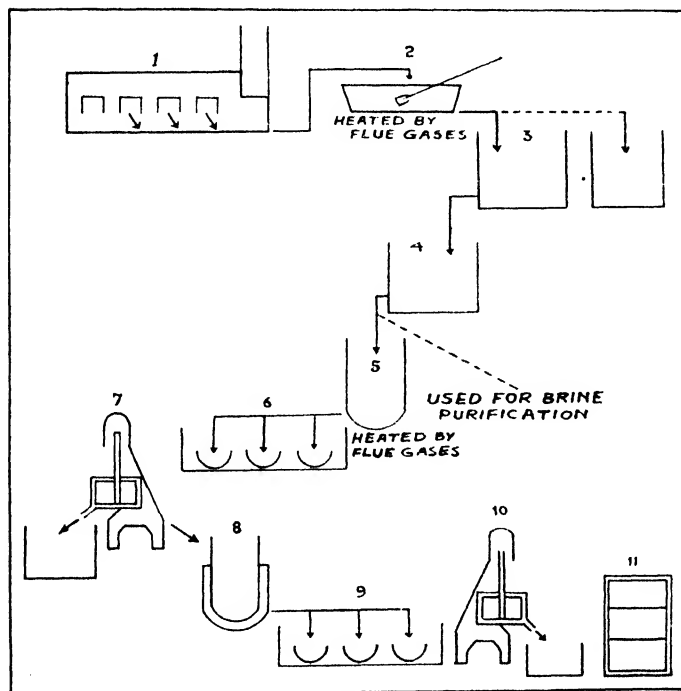 1
2
HEATED BY
FLUE GASES
3
4
5
USED FOR BRINE
PURIFICATION
6
HEATED BY
FLUE GASES
7
8
9
10
11